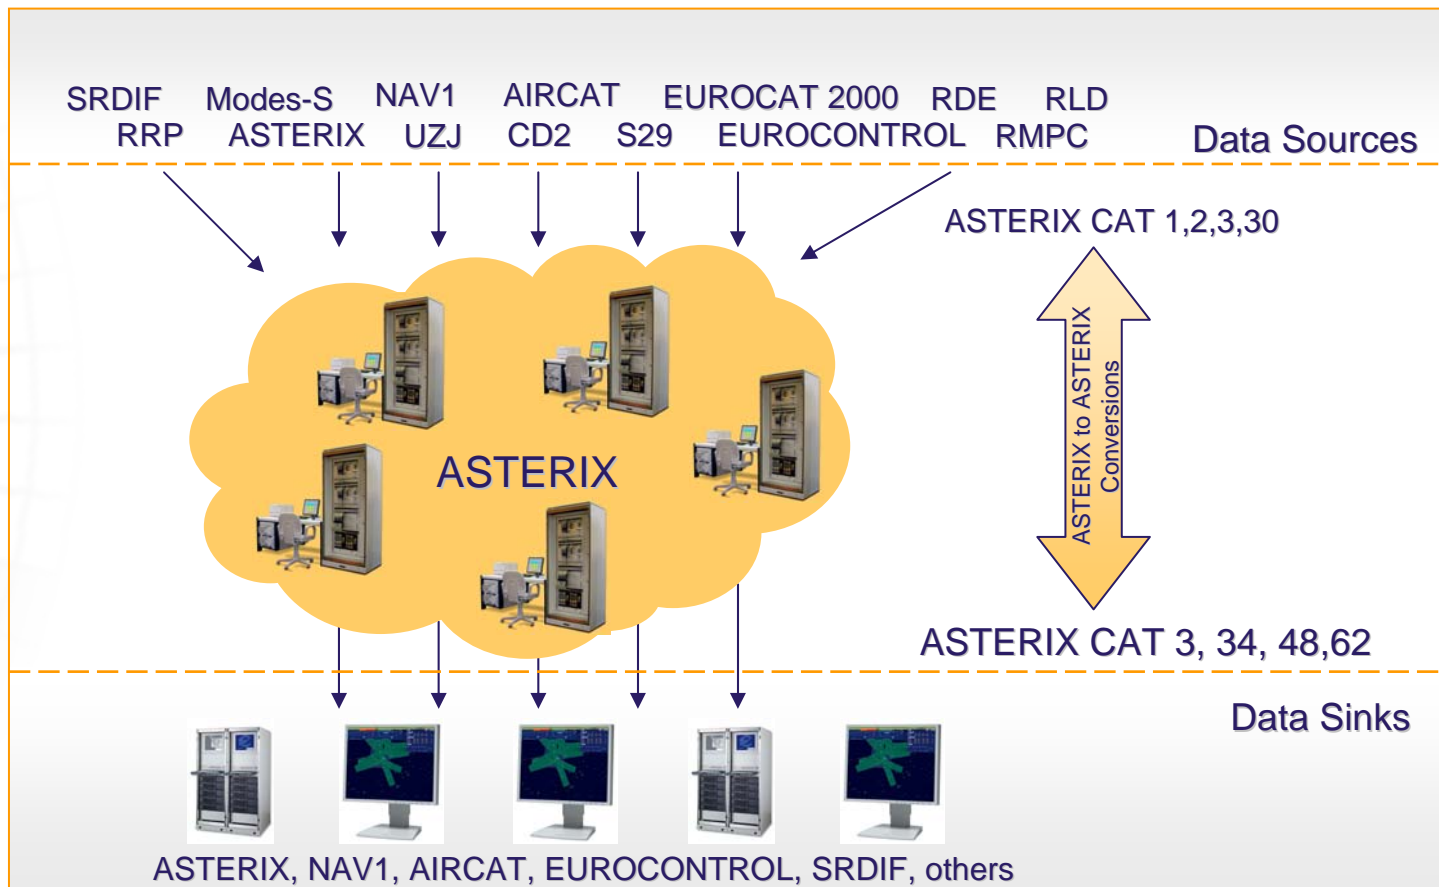 SRDIF Modes-S NAV1 AIRCAT EUROCAT 2000 RDE RLD
RRP ASTERIX UZJ CD2 S29 EUROCONTROL RMPC
Data Sources
ASTERIX CAT 1,2,3,30
ASTERIX to ASTERIX
Conversions
ASTERIX
ASTERIX CAT 3, 34, 48,62
Data Sinks
ASTERIX, NAV1, AIRCAT, EUROCONTROL, SRDIF, others